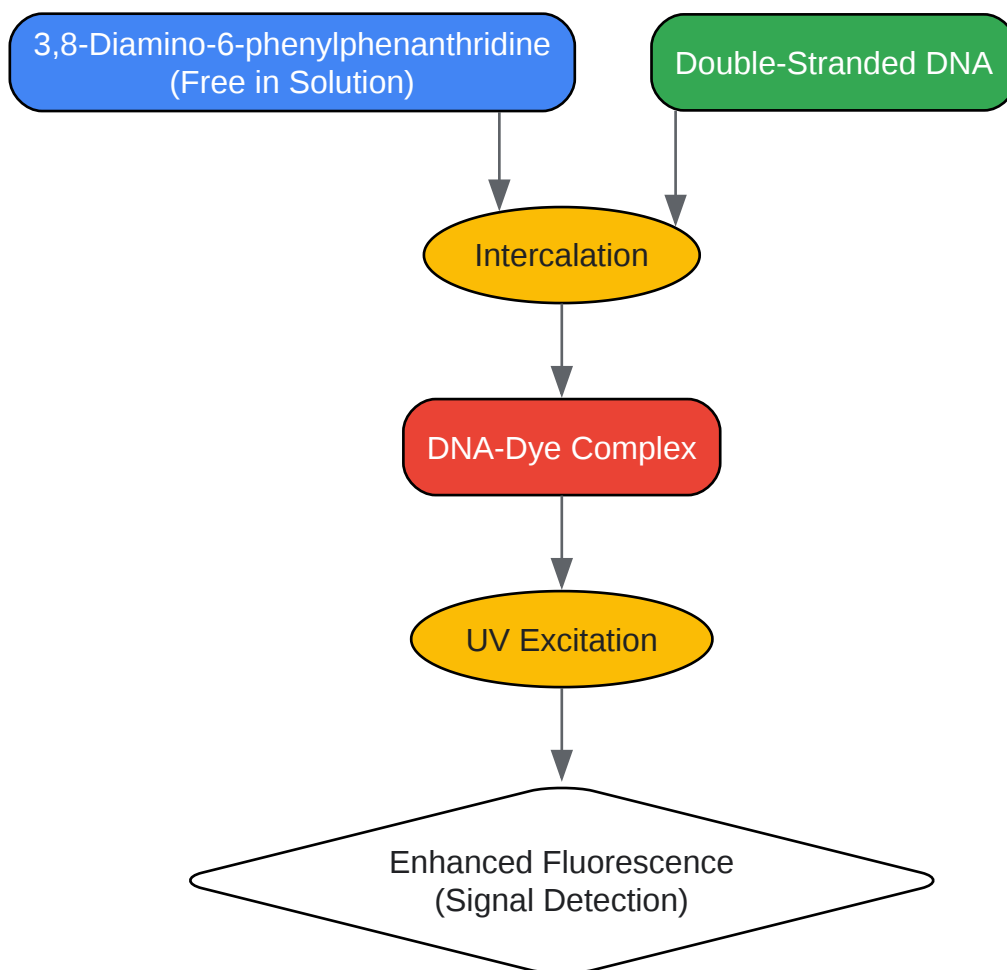 3,8-Diamino-6-phenylphenanthridine
(Free in Solution)
Double-Stranded DNA
Intercalation
DNA-Dye Complex
UV Excitation
Enhanced Fluorescence
(Signal Detection)